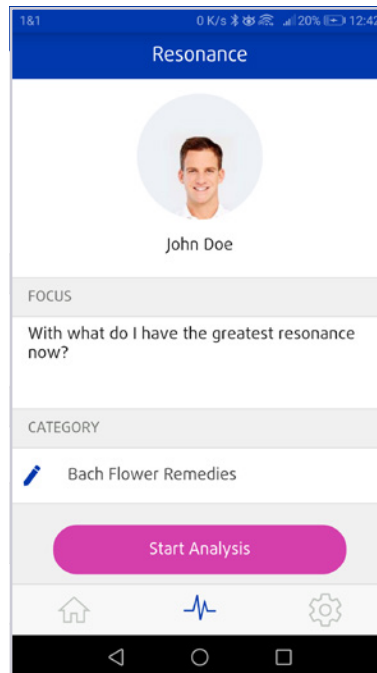 1&1 0 K/s 20% 12:42
Resonance
John Doe
FOCUS
With what do I have the greatest resonance
now?
CATEGORY
Bach Flower Remedies
Start Analysis